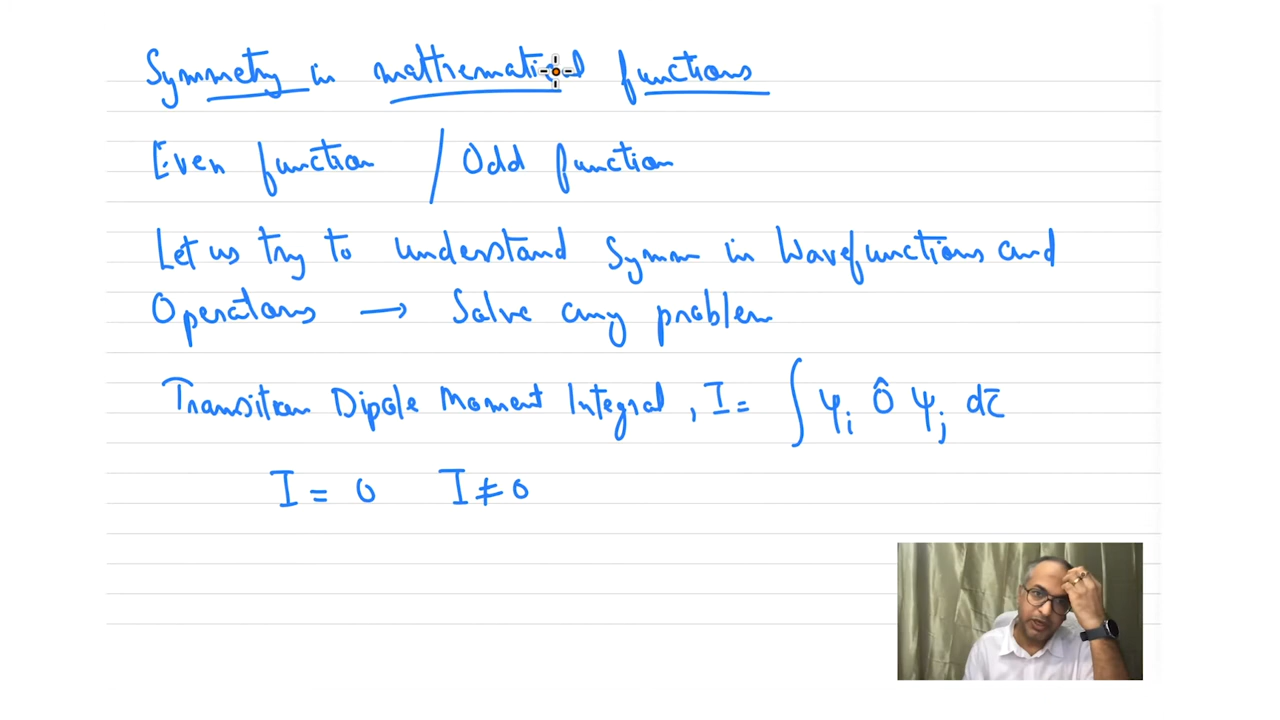 Symmetry in mathematical functions
Even function / Odd function
Let us try to understand Symm in Wavefunctions and
Operators → Solve any problem
Transition Dipole Moment Integral, I = ∫ ψi Ô ψj dτ
I = 0 I ≠ 0